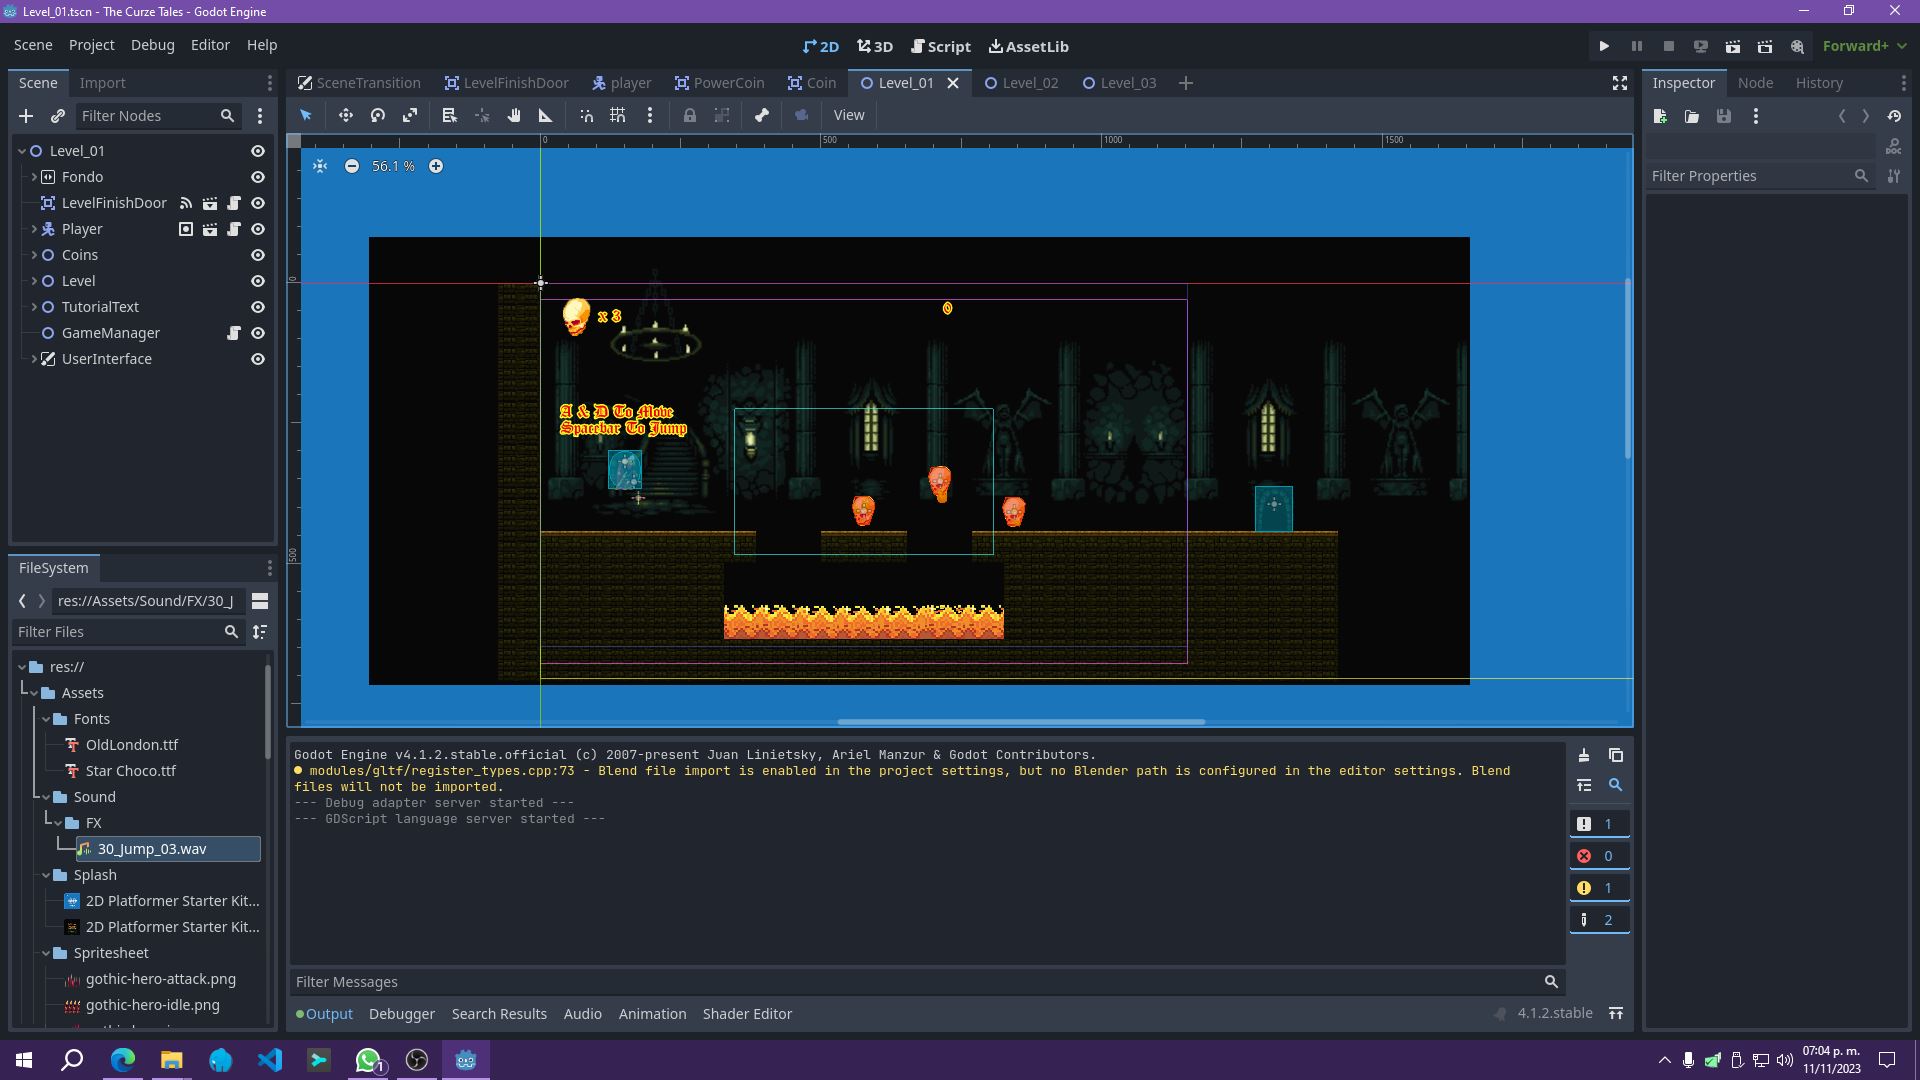 Level_01.tscn - The Curze Tales - Godot Engine
Scene Project Debug Editor Help
2D 3D Script AssetLib
Forward+
Scene Import
SceneTransition LevelFinishDoor player PowerCoin Coin Level_01 Level_02 Level_03
Inspector Node History
Filter Nodes
View
Level_01
Fondo
LevelFinishDoor
Player
Coins
Level
TutorialText
GameManager
UserInterface
0 500 1000 1500
56.1 %
0
500
x 3
0
A & D To Move
Spacebar To Jump
Filter Properties
DOC
FileSystem
res://Assets/Sound/FX/30_J
Filter Files
res://
Assets
Fonts
OldLondon.ttf
Star Choco.ttf
Sound
FX
30_Jump_03.wav
Splash
2D Platformer Starter Kit...
2D Platformer Starter Kit...
Spritesheet
gothic-hero-attack.png
gothic-hero-idle.png
Godot Engine v4.1.2.stable.official (c) 2007-present Juan Linietsky, Ariel Manzur & Godot Contributors.
modules/gltf/register_types.cpp:73 - Blend file import is enabled in the project settings, but no Blender path is configured in the editor settings. Blend
files will not be imported.
--- Debug adapter server started ---
--- GDScript language server started ---
1
0
1
2
Filter Messages
Output Debugger Search Results Audio Animation Shader Editor
4.1.2.stable
1
07:04 p. m.
11/11/2023